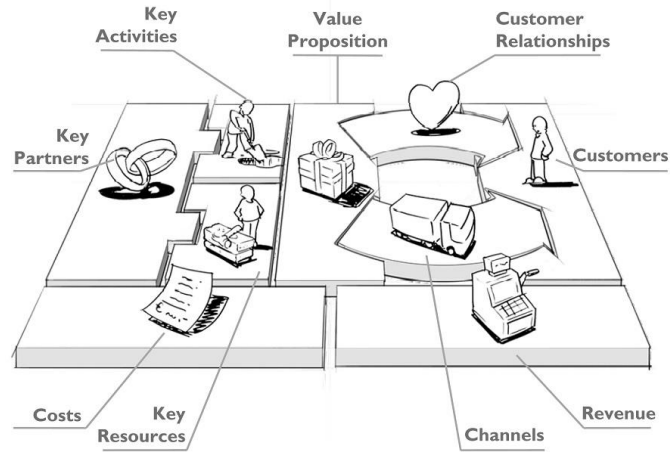 Key
Activities
Value
Proposition
Customer
Relationships
Key
Partners
Customers
Costs
Key
Resources
Channels
Revenue